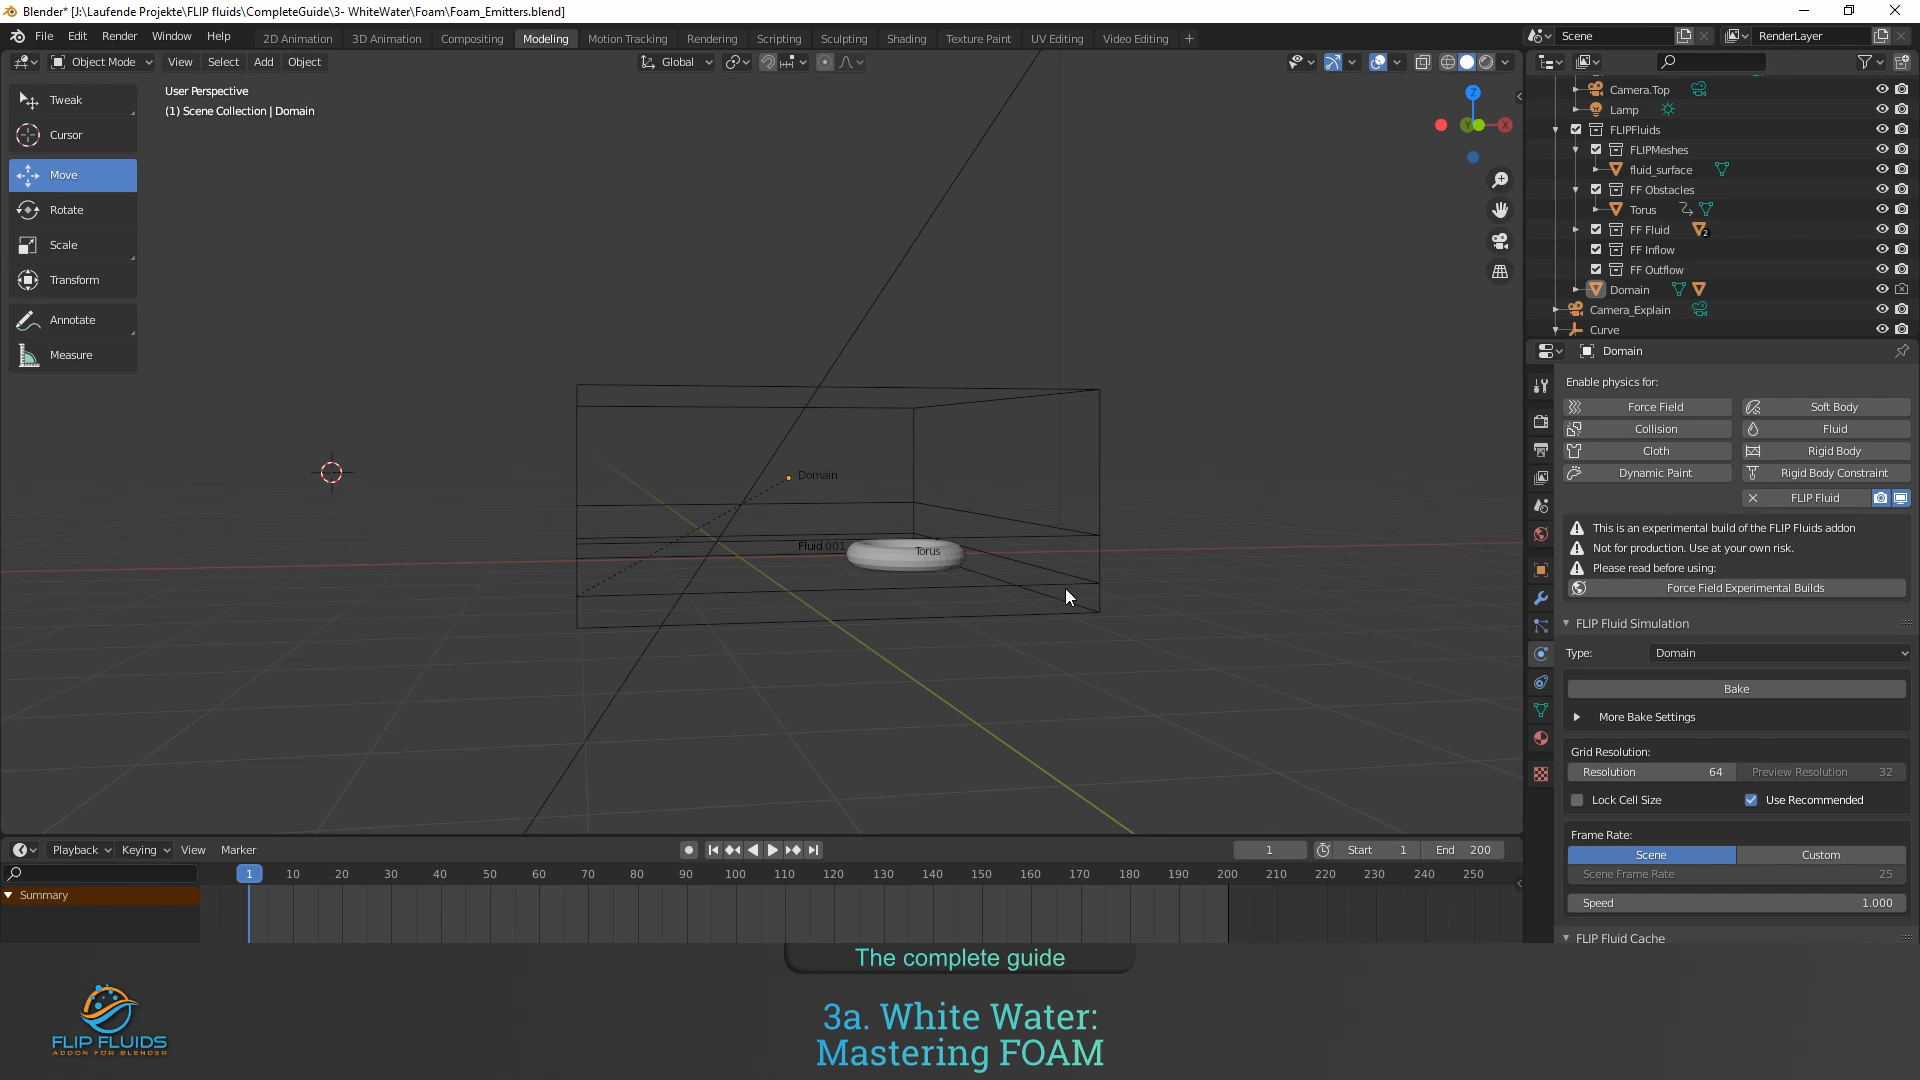 Blender* [J:\Laufende Projekte\FLIP fluids\CompleteGuide\3- WhiteWater\Foam\Foam_Emitters.blend]
File Edit Render Window Help
2D Animation 3D Animation Compositing Modeling Motion Tracking Rendering Scripting Sculpting Shading Texture Paint UV Editing Video Editing +
Scene
RenderLayer
Object Mode View Select Add Object
Global
Tweak
Cursor
Move
Rotate
Scale
Transform
Annotate
Measure
User Perspective
(1) Scene Collection | Domain
Z
Y
X
Domain
Fluid.001
Torus
Camera.Top
Lamp
FLIPFluids
FLIPMeshes
fluid_surface
FF Obstacles
Torus
FF Fluid
2
FF Inflow
FF Outflow
Domain
Camera_Explain
Curve
Domain
Enable physics for:
Force Field Soft Body
Collision Fluid
Cloth Rigid Body
Dynamic Paint Rigid Body Constraint
FLIP Fluid
This is an experimental build of the FLIP Fluids addon
Not for production. Use at your own risk.
Please read before using:
Force Field Experimental Builds
FLIP Fluid Simulation
Type: Domain
Bake
More Bake Settings
Grid Resolution:
Resolution 64 Preview Resolution 32
Lock Cell Size Use Recommended
Frame Rate:
Scene Custom
Scene Frame Rate 25
Speed 1.000
FLIP Fluid Cache
Playback Keying View Marker
1 Start 1 End 200
1 10 20 30 40 50 60 70 80 90 100 110 120 130 140 150 160 170 180 190 200 210 220 230 240 250
Summary
The complete guide
3a. White Water:
Mastering FOAM
FLIP FLUIDS
ADDON FOR BLENDER